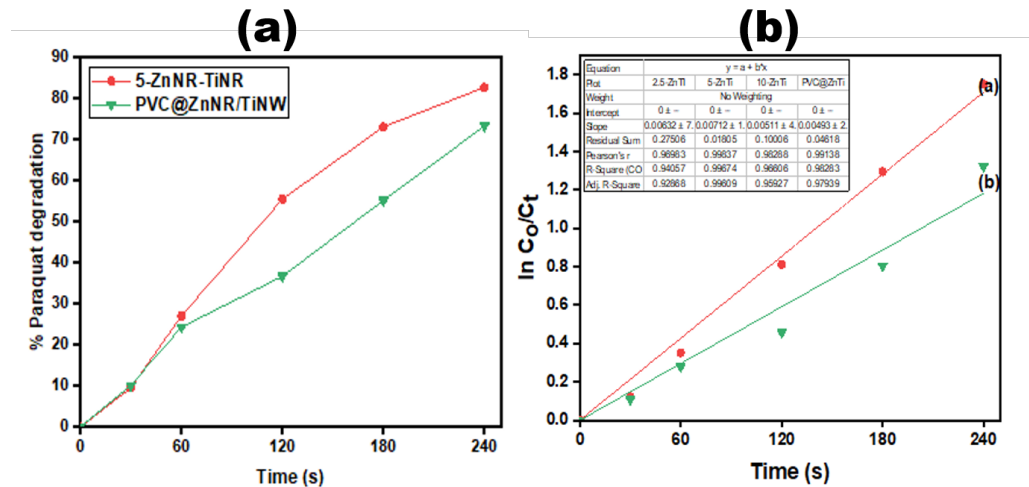 (a)
90
80
70
60
50
40
30
20
10
0
% Paraquat degradation
5-ZnNR-TiNR
PVC@ZnNR/TiNW
0 60 120 180 240
Time (s)
(b)
1.8
1.6
1.4
1.2
1.0
0.8
0.6
0.4
0.2
0.0
ln CO/Ct
Equation y = a + b*x
Plot 2.5-ZnTi 5-ZnTi 10-ZnTi PVC@ZnTi
Weight No Weighting
Intercept 0 ± -- 0 ± -- 0 ± -- 0 ± --
Slope 0.00632 ± 7. 0.00712 ± 1. 0.00511 ± 4. 0.00493 ± 2.
Residual Sum 0.27506 0.01805 0.10006 0.04618
Pearson's r 0.96983 0.99837 0.98288 0.99138
R-Square (CO 0.94057 0.99674 0.96606 0.98283
Adj. R-Square 0.92868 0.99609 0.95927 0.97939
(a)
(b)
0 60 120 180 240
Time (s)